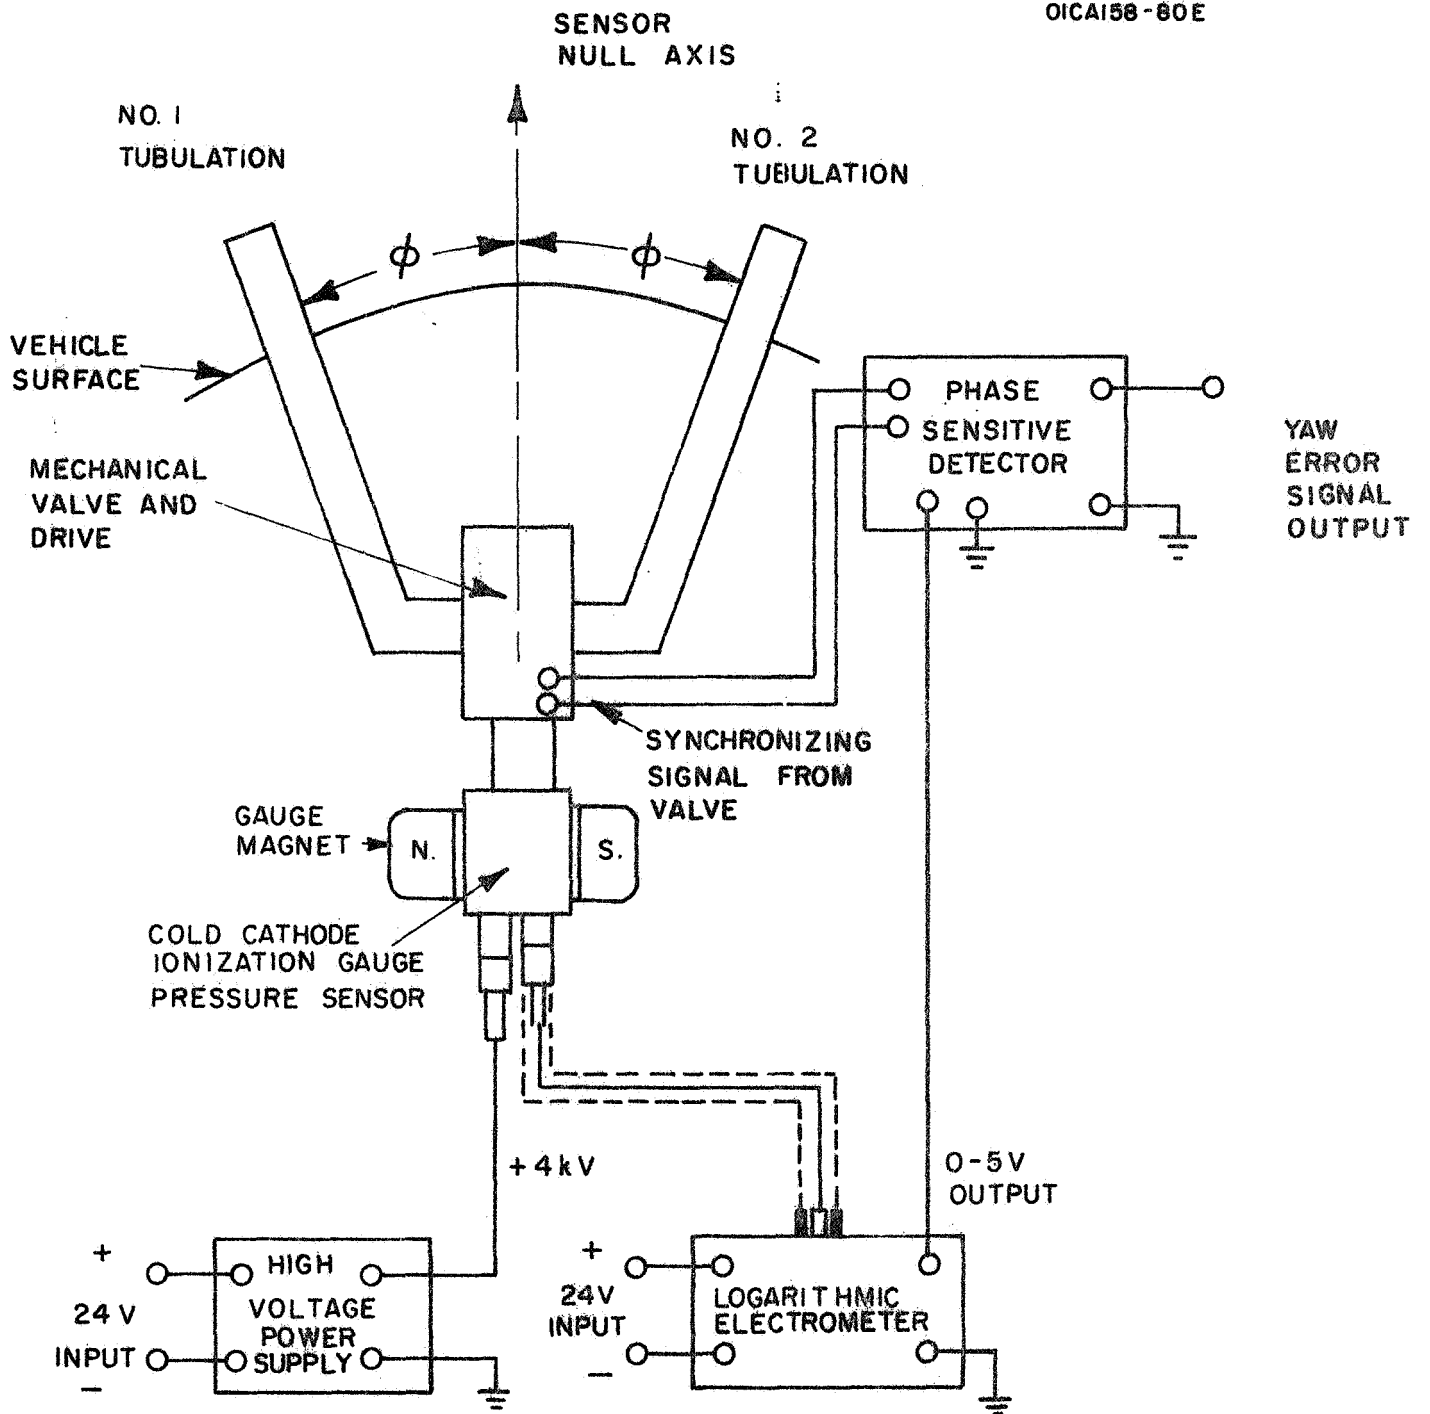 OICA158-80E
SENSOR
NULL AXIS
NO. 1
TUBULATION
NO. 2
TUBULATION
ϕ
ϕ
VEHICLE
SURFACE
PHASE
SENSITIVE
DETECTOR
YAW
ERROR
SIGNAL
OUTPUT
MECHANICAL
VALVE AND
DRIVE
SYNCHRONIZING
SIGNAL FROM
VALVE
GAUGE
MAGNET
N.
S.
COLD CATHODE
IONIZATION GAUGE
PRESSURE SENSOR
+4kV
0-5V
OUTPUT
+
24V
INPUT
−
HIGH
VOLTAGE
POWER
SUPPLY
+
24V
INPUT
−
LOGARITHMIC
ELECTROMETER